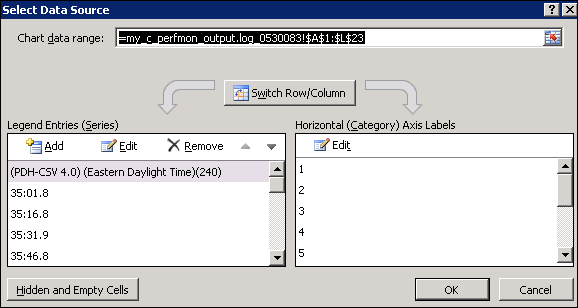 Select Data Source
Chart data range: =my_c_perfmon_output.log_0530083!$A$1:$L$23
Switch Row/Column
Legend Entries (Series)
Add Edit Remove
(PDH-CSV 4.0) (Eastern Daylight Time)(240)
35:01.8
35:16.8
35:31.9
35:46.8
Horizontal (Category) Axis Labels
Edit
1
2
3
4
5
Hidden and Empty Cells
OK
Cancel